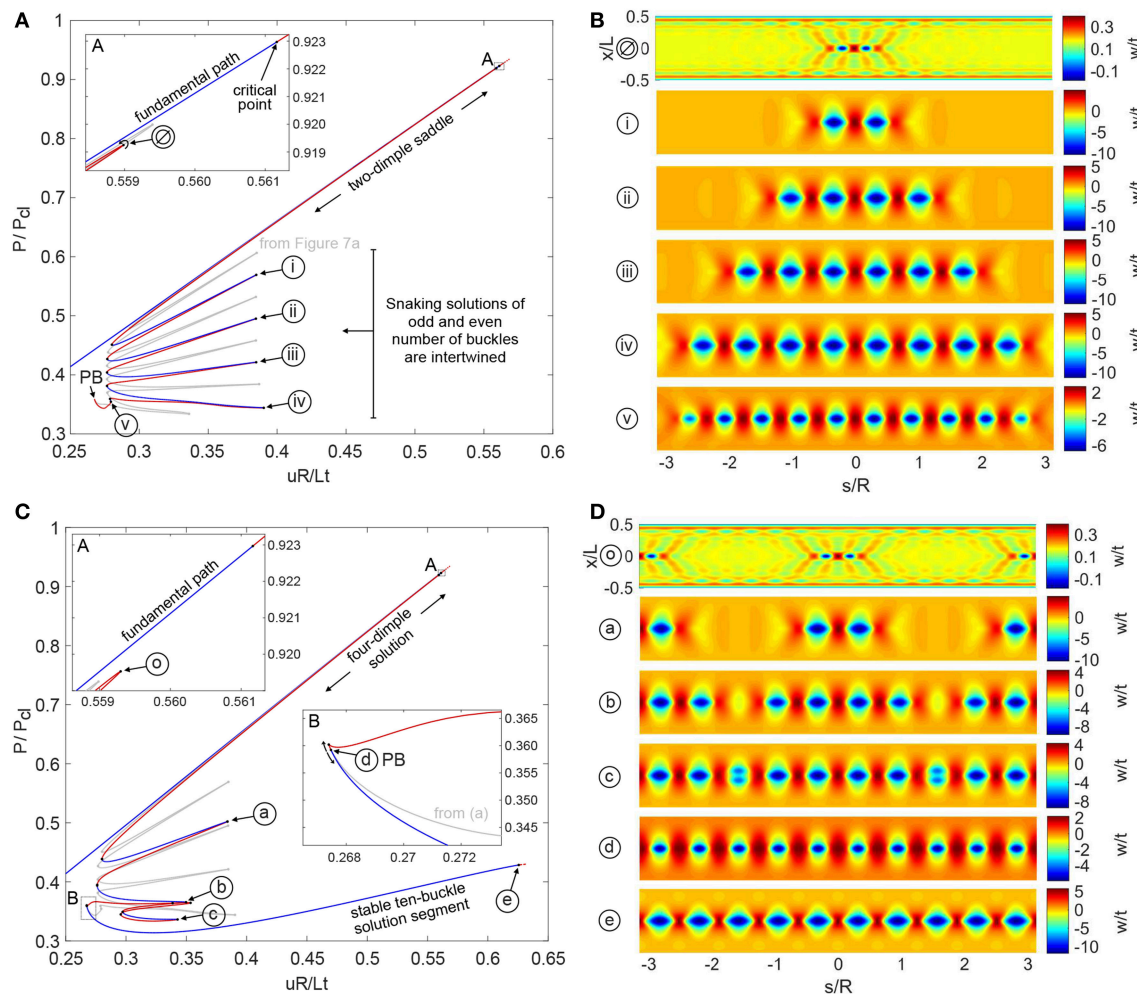 A
P / P_cl
1
0.9
0.8
0.7
0.6
0.5
0.4
0.3
0.25 0.3 0.35 0.4 0.45 0.5 0.55 0.6
uR/Lt
A
fundamental path
critical
point
0.923
0.922
0.921
0.920
0.919
0.559 0.560 0.561
∅
A
two-dimple saddle
from Figure 7a
i
ii
iii
iv
v
PB
Snaking solutions of
odd and even
number of buckles
are intertwined
B
0.5
x/L
0
-0.5
∅
0.3
0.1
-0.1
w/t
i
0
-5
-10
w/t
ii
5
0
-5
-10
w/t
iii
5
0
-5
-10
w/t
iv
5
0
-5
-10
w/t
v
2
-2
-6
w/t
-3 -2 -1 0 1 2 3
s/R
C
P / P_cl
1
0.9
0.8
0.7
0.6
0.5
0.4
0.3
0.25 0.3 0.35 0.4 0.45 0.5 0.55 0.6 0.65
uR/Lt
A
fundamental path
0.923
0.922
0.921
0.920
0.559 0.560 0.561
o
A
four-dimple
solution
B
0.365
0.360
0.355
0.350
0.345
0.268 0.27 0.272
d PB
from (a)
a
b
c
B
e
stable ten-buckle
solution segment
D
0.5
x/L
0
-0.5
o
0.3
0.1
-0.1
w/t
a
0
-5
-10
w/t
b
4
0
-4
-8
w/t
c
4
0
-4
-8
w/t
d
2
0
-2
-4
w/t
e
5
0
-5
-10
w/t
-3 -2 -1 0 1 2 3
s/R